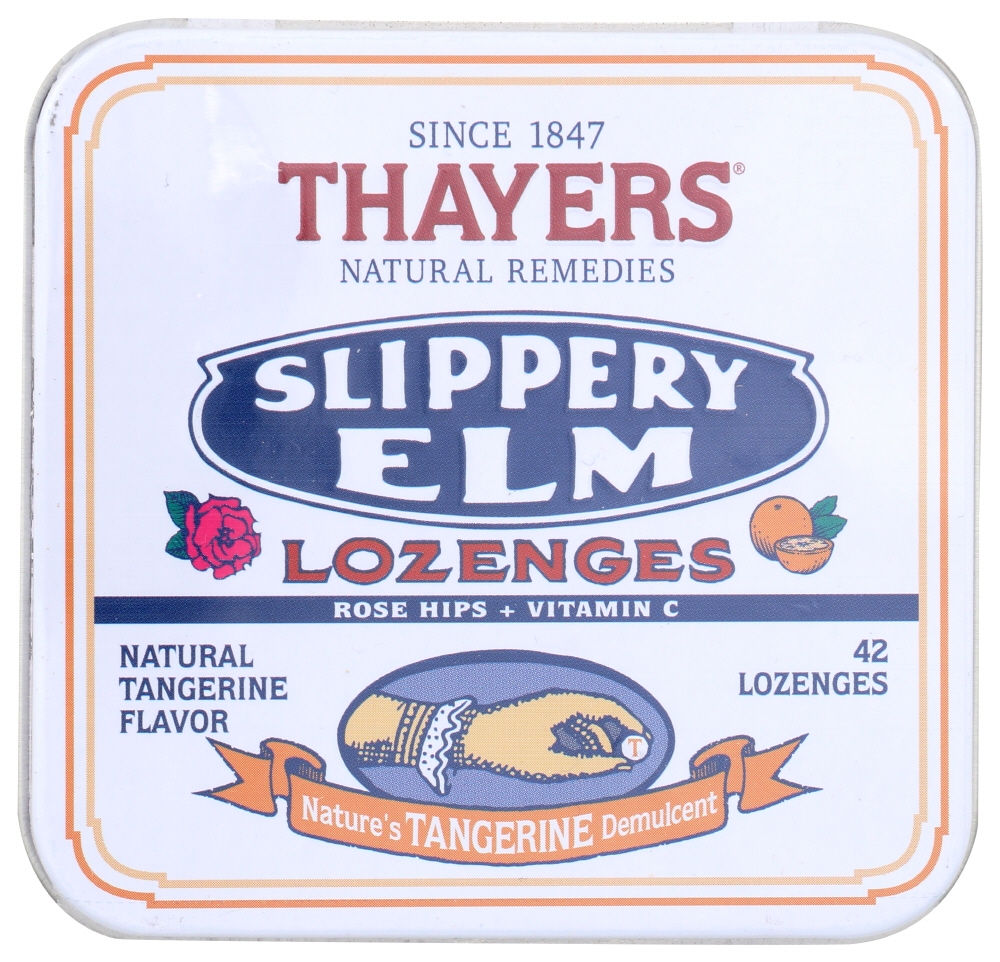 SINCE 1847
THAYERS®
NATURAL REMEDIES
SLIPPERY
ELM
LOZENGES
ROSE HIPS + VITAMIN C
NATURAL
TANGERINE
FLAVOR
42
LOZENGES
T
Nature's TANGERINE Demulcent